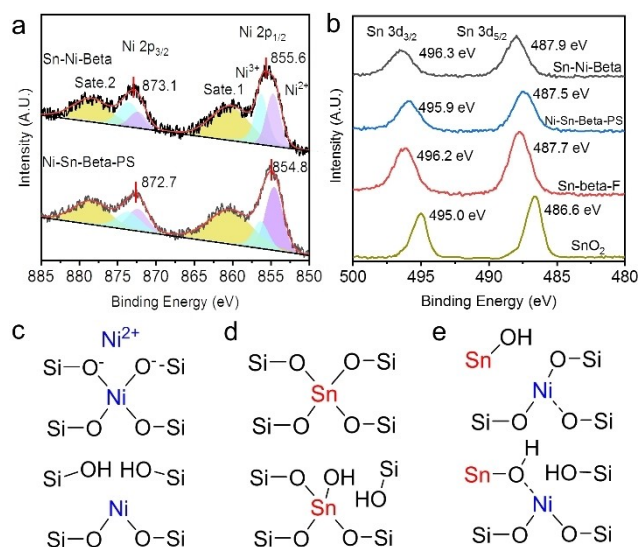 a
Ni 2p3/2
Ni 2p1/2
Sn-Ni-Beta
855.6
Sate.2
873.1
Ni3+
Sate.1
Ni2+
Ni-Sn-Beta-PS
854.8
872.7
Intensity (A.U.)
885 880 875 870 865 860 855 850
Binding Energy (eV)
b
Sn 3d3/2
Sn 3d5/2
496.3 eV
487.9 eV
Sn-Ni-Beta
495.9 eV
487.5 eV
Ni-Sn-Beta-PS
496.2 eV
487.7 eV
Sn-beta-F
495.0 eV
486.6 eV
SnO2
Intensity (A.U.)
500 495 490 485 480
Binding Energy (eV)
c
Ni2+
Si O- O- Si
Ni
Si-O O-Si
Si OH HO Si
Ni
Si-O O-Si
d
Si O O Si
Sn
Si-O O-Si
Si O OH Si
HO
Sn
Si-O O-Si
e
OH
Sn
O Si
Ni
Si-O O-Si
H
Sn-O HO-Si
Ni
Si-O O-Si